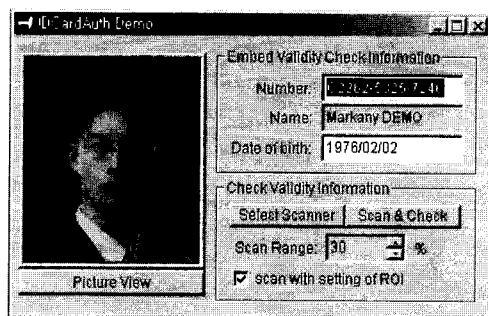 IDCardAuth Demo
Embed Validity Check Information
Number:
Name: Markany DEMO
Date of birth: 1976/02/02
Check Validity Information
Select Scanner Scan & Check
Scan Range: 30 %
scan with setting of ROI
Picture View